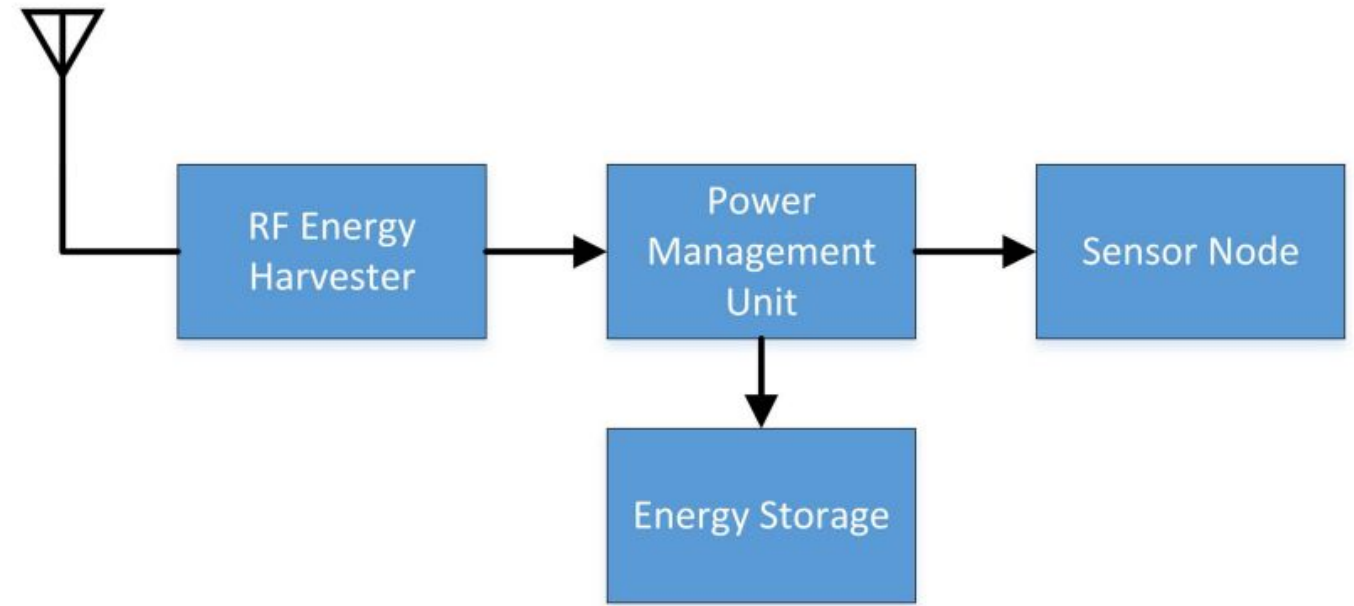 RF Energy
Harvester
Power
Management
Unit
Sensor Node
Energy Storage